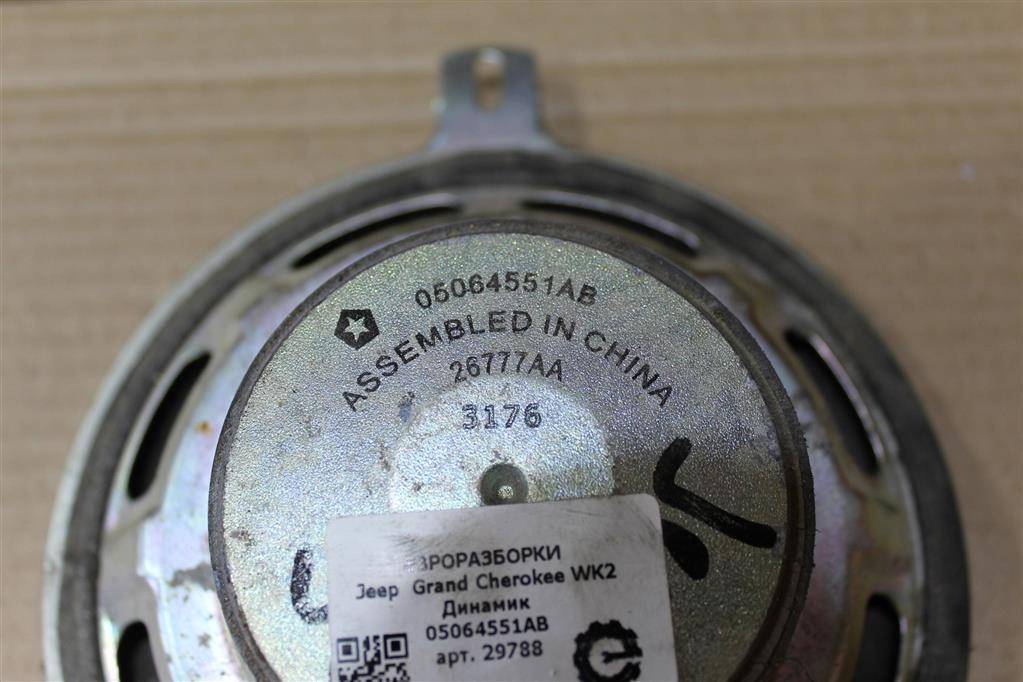 05064551AB
ASSEMBLED IN CHINA
26777AA
3176
ВРОРАЗБОРКИ
Jeep Grand Cherokee WK2
Динамик
05064551AB
арт. 29788